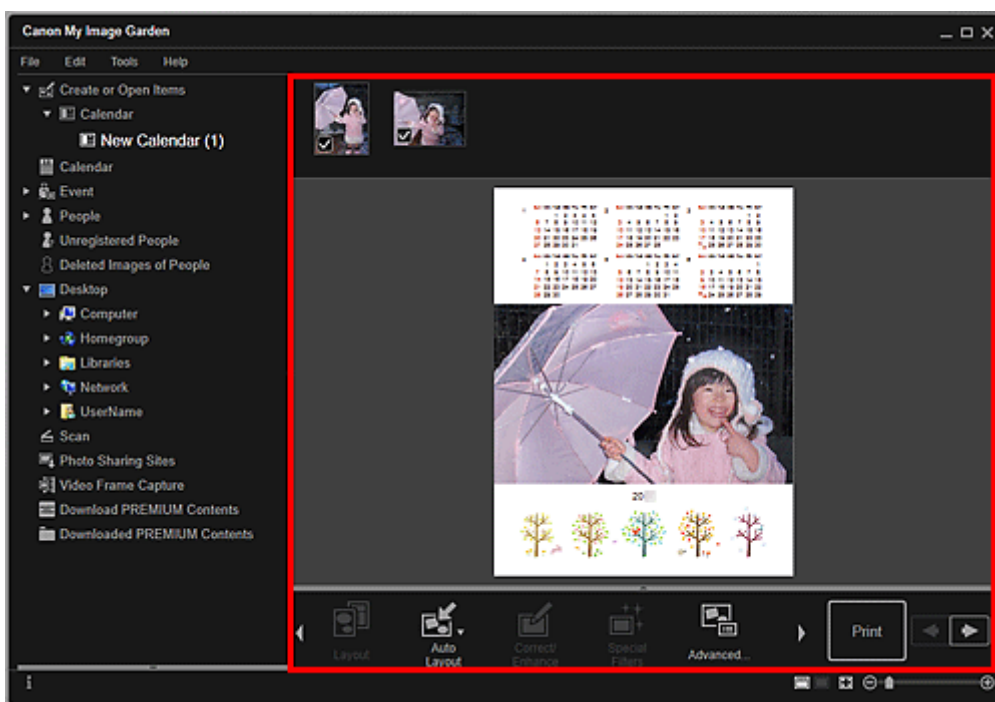 Canon My Image Garden
File Edit Tools Help
Create or Open Items
Calendar
New Calendar (1)
Calendar
Event
People
Unregistered People
Deleted Images of People
Desktop
Computer
Homegroup
Libraries
Network
UserName
Scan
Photo Sharing Sites
Video Frame Capture
Download PREMIUM Contents
Downloaded PREMIUM Contents
20
Layout
Auto
Layout
Correct/
Enhance
Special
Filters
Advanced...
Print